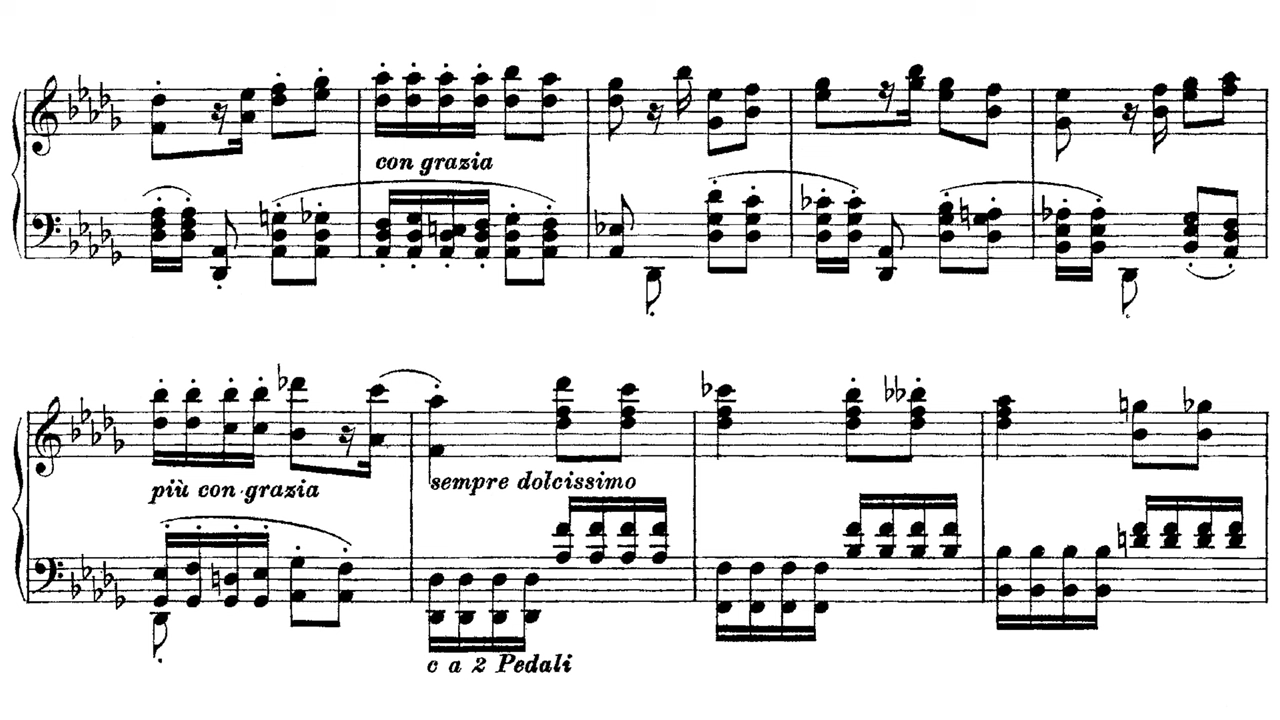 con grazia
più con grazia
sempre dolcissimo
c a 2 Pedali